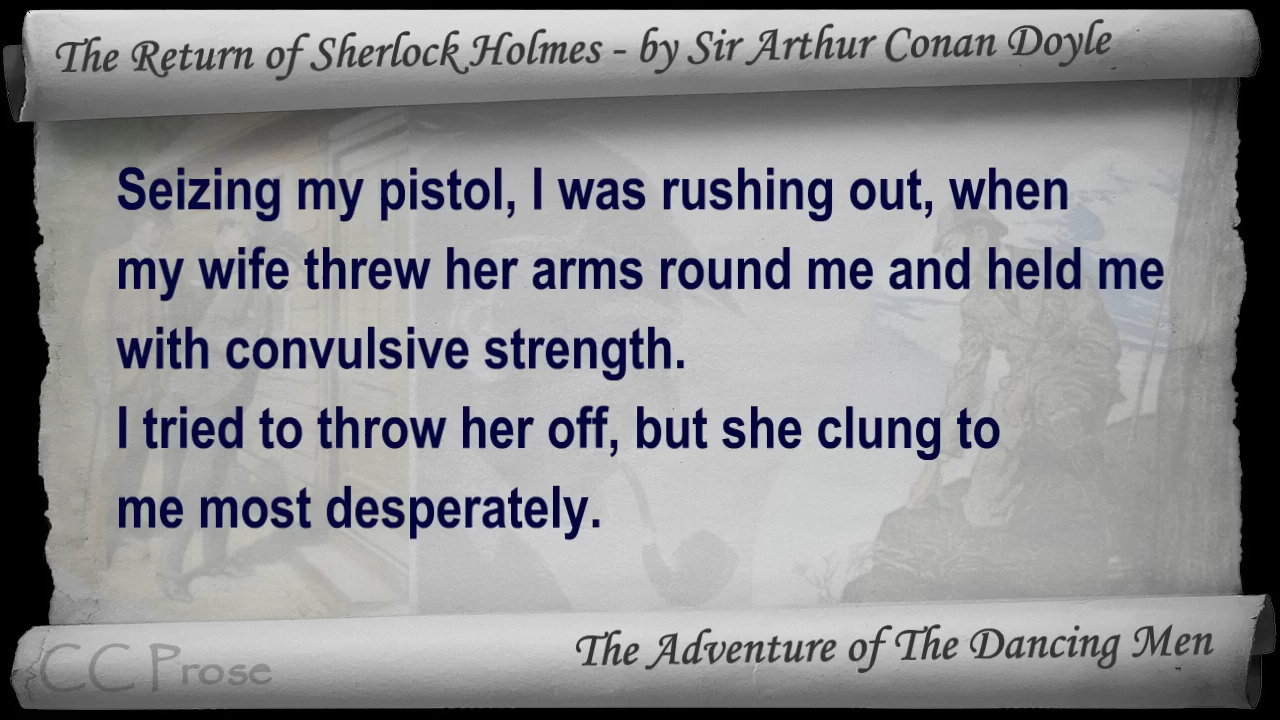 The Return of Sherlock Holmes - by Sir Arthur Conan Doyle
Seizing my pistol, I was rushing out, when
my wife threw her arms round me and held me
with convulsive strength.
I tried to throw her off, but she clung to
me most desperately.
The Adventure of The Dancing Men
CC Prose